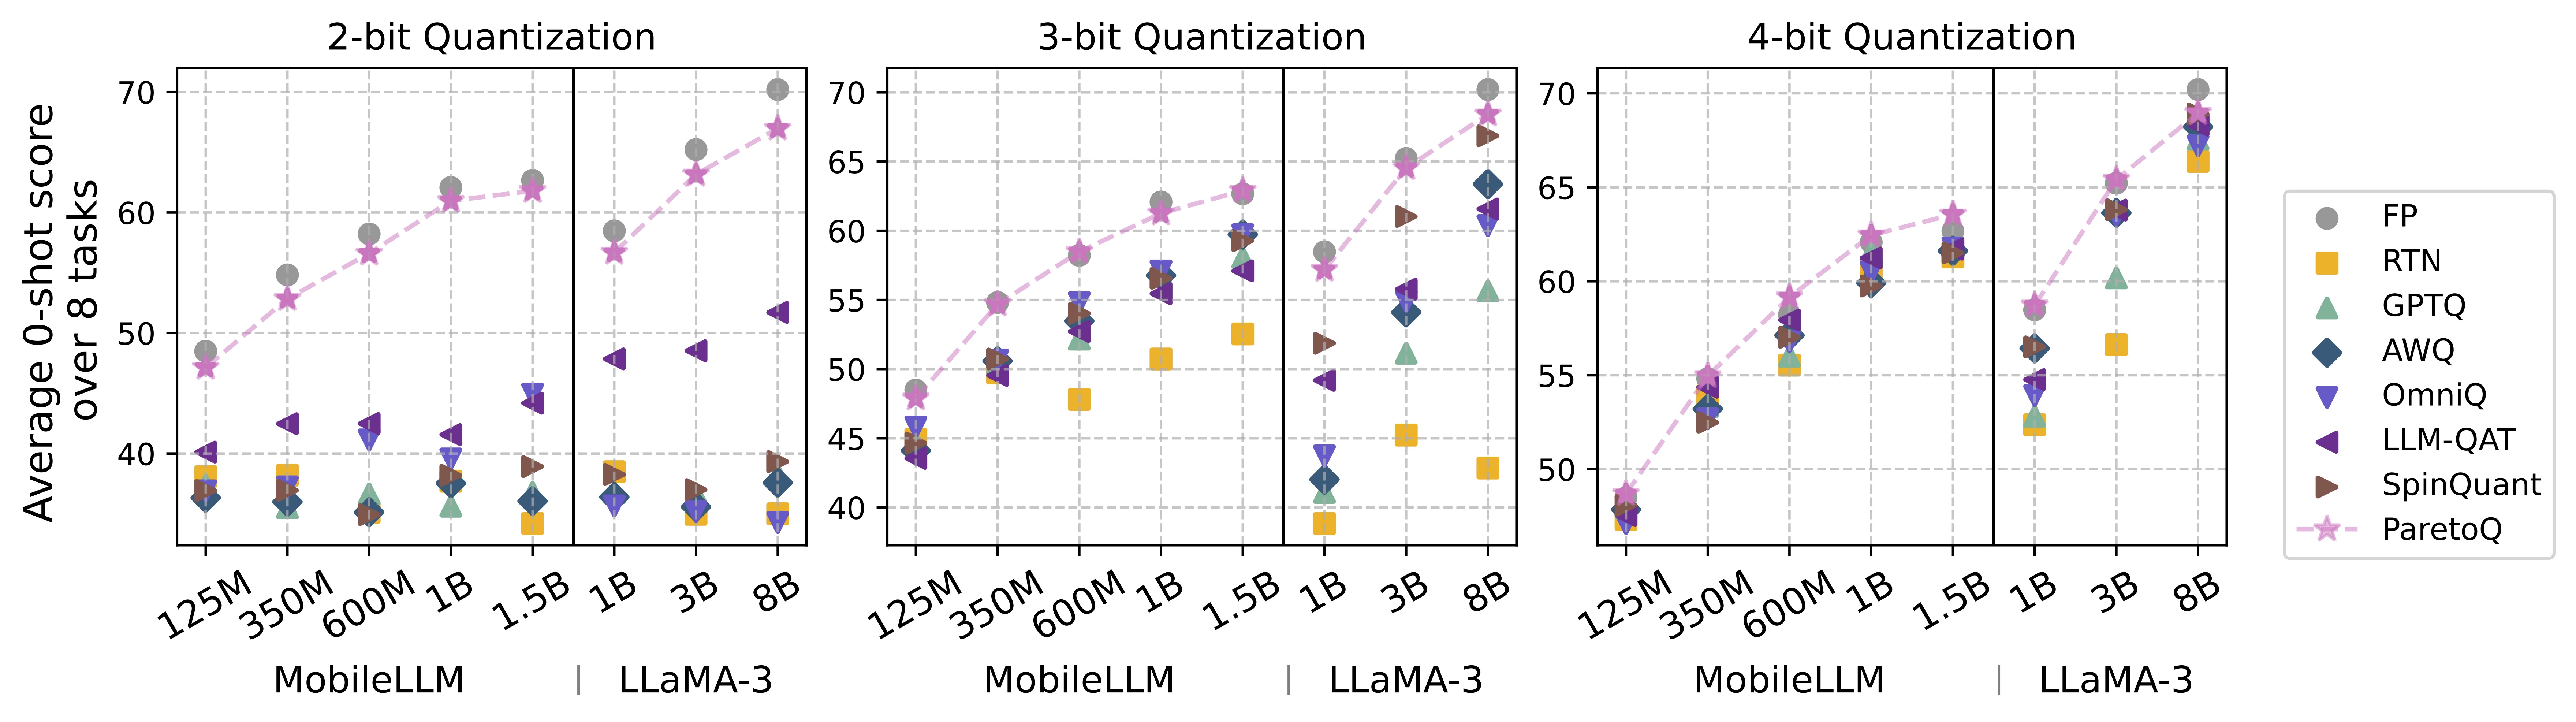 2-bit Quantization
3-bit Quantization
4-bit Quantization
Average 0-shot score
over 8 tasks
70
60
50
40
125M
350M
600M
1B
1.5B
1B
3B
8B
MobileLLM | LLaMA-3
70
65
60
55
50
45
40
125M
350M
600M
1B
1.5B
1B
3B
8B
MobileLLM | LLaMA-3
70
65
60
55
50
125M
350M
600M
1B
1.5B
1B
3B
8B
MobileLLM | LLaMA-3
FP
RTN
GPTQ
AWQ
OmniQ
LLM-QAT
SpinQuant
ParetoQ